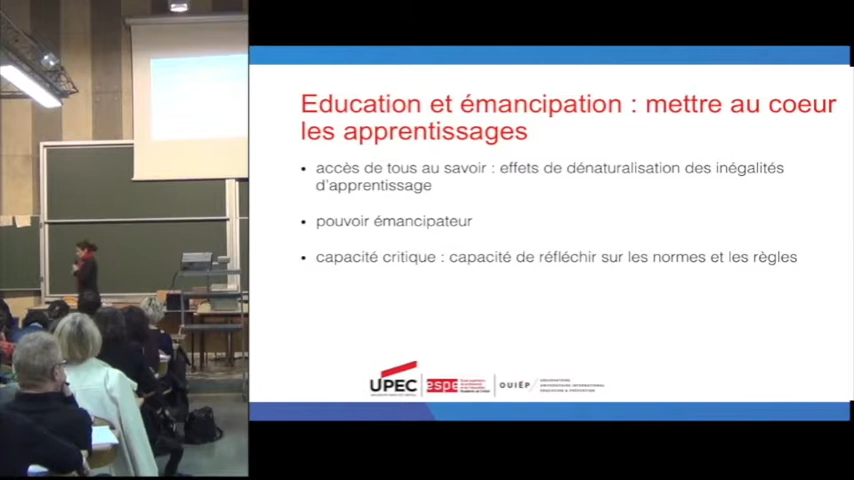 Education et émancipation : mettre au coeur
les apprentissages
• accès de tous au savoir : effets de dénaturalisation des inégalités
d'apprentissage
• pouvoir émancipateur
• capacité critique : capacité de réfléchir sur les normes et les règles
UPEC
espe
OUIÉP